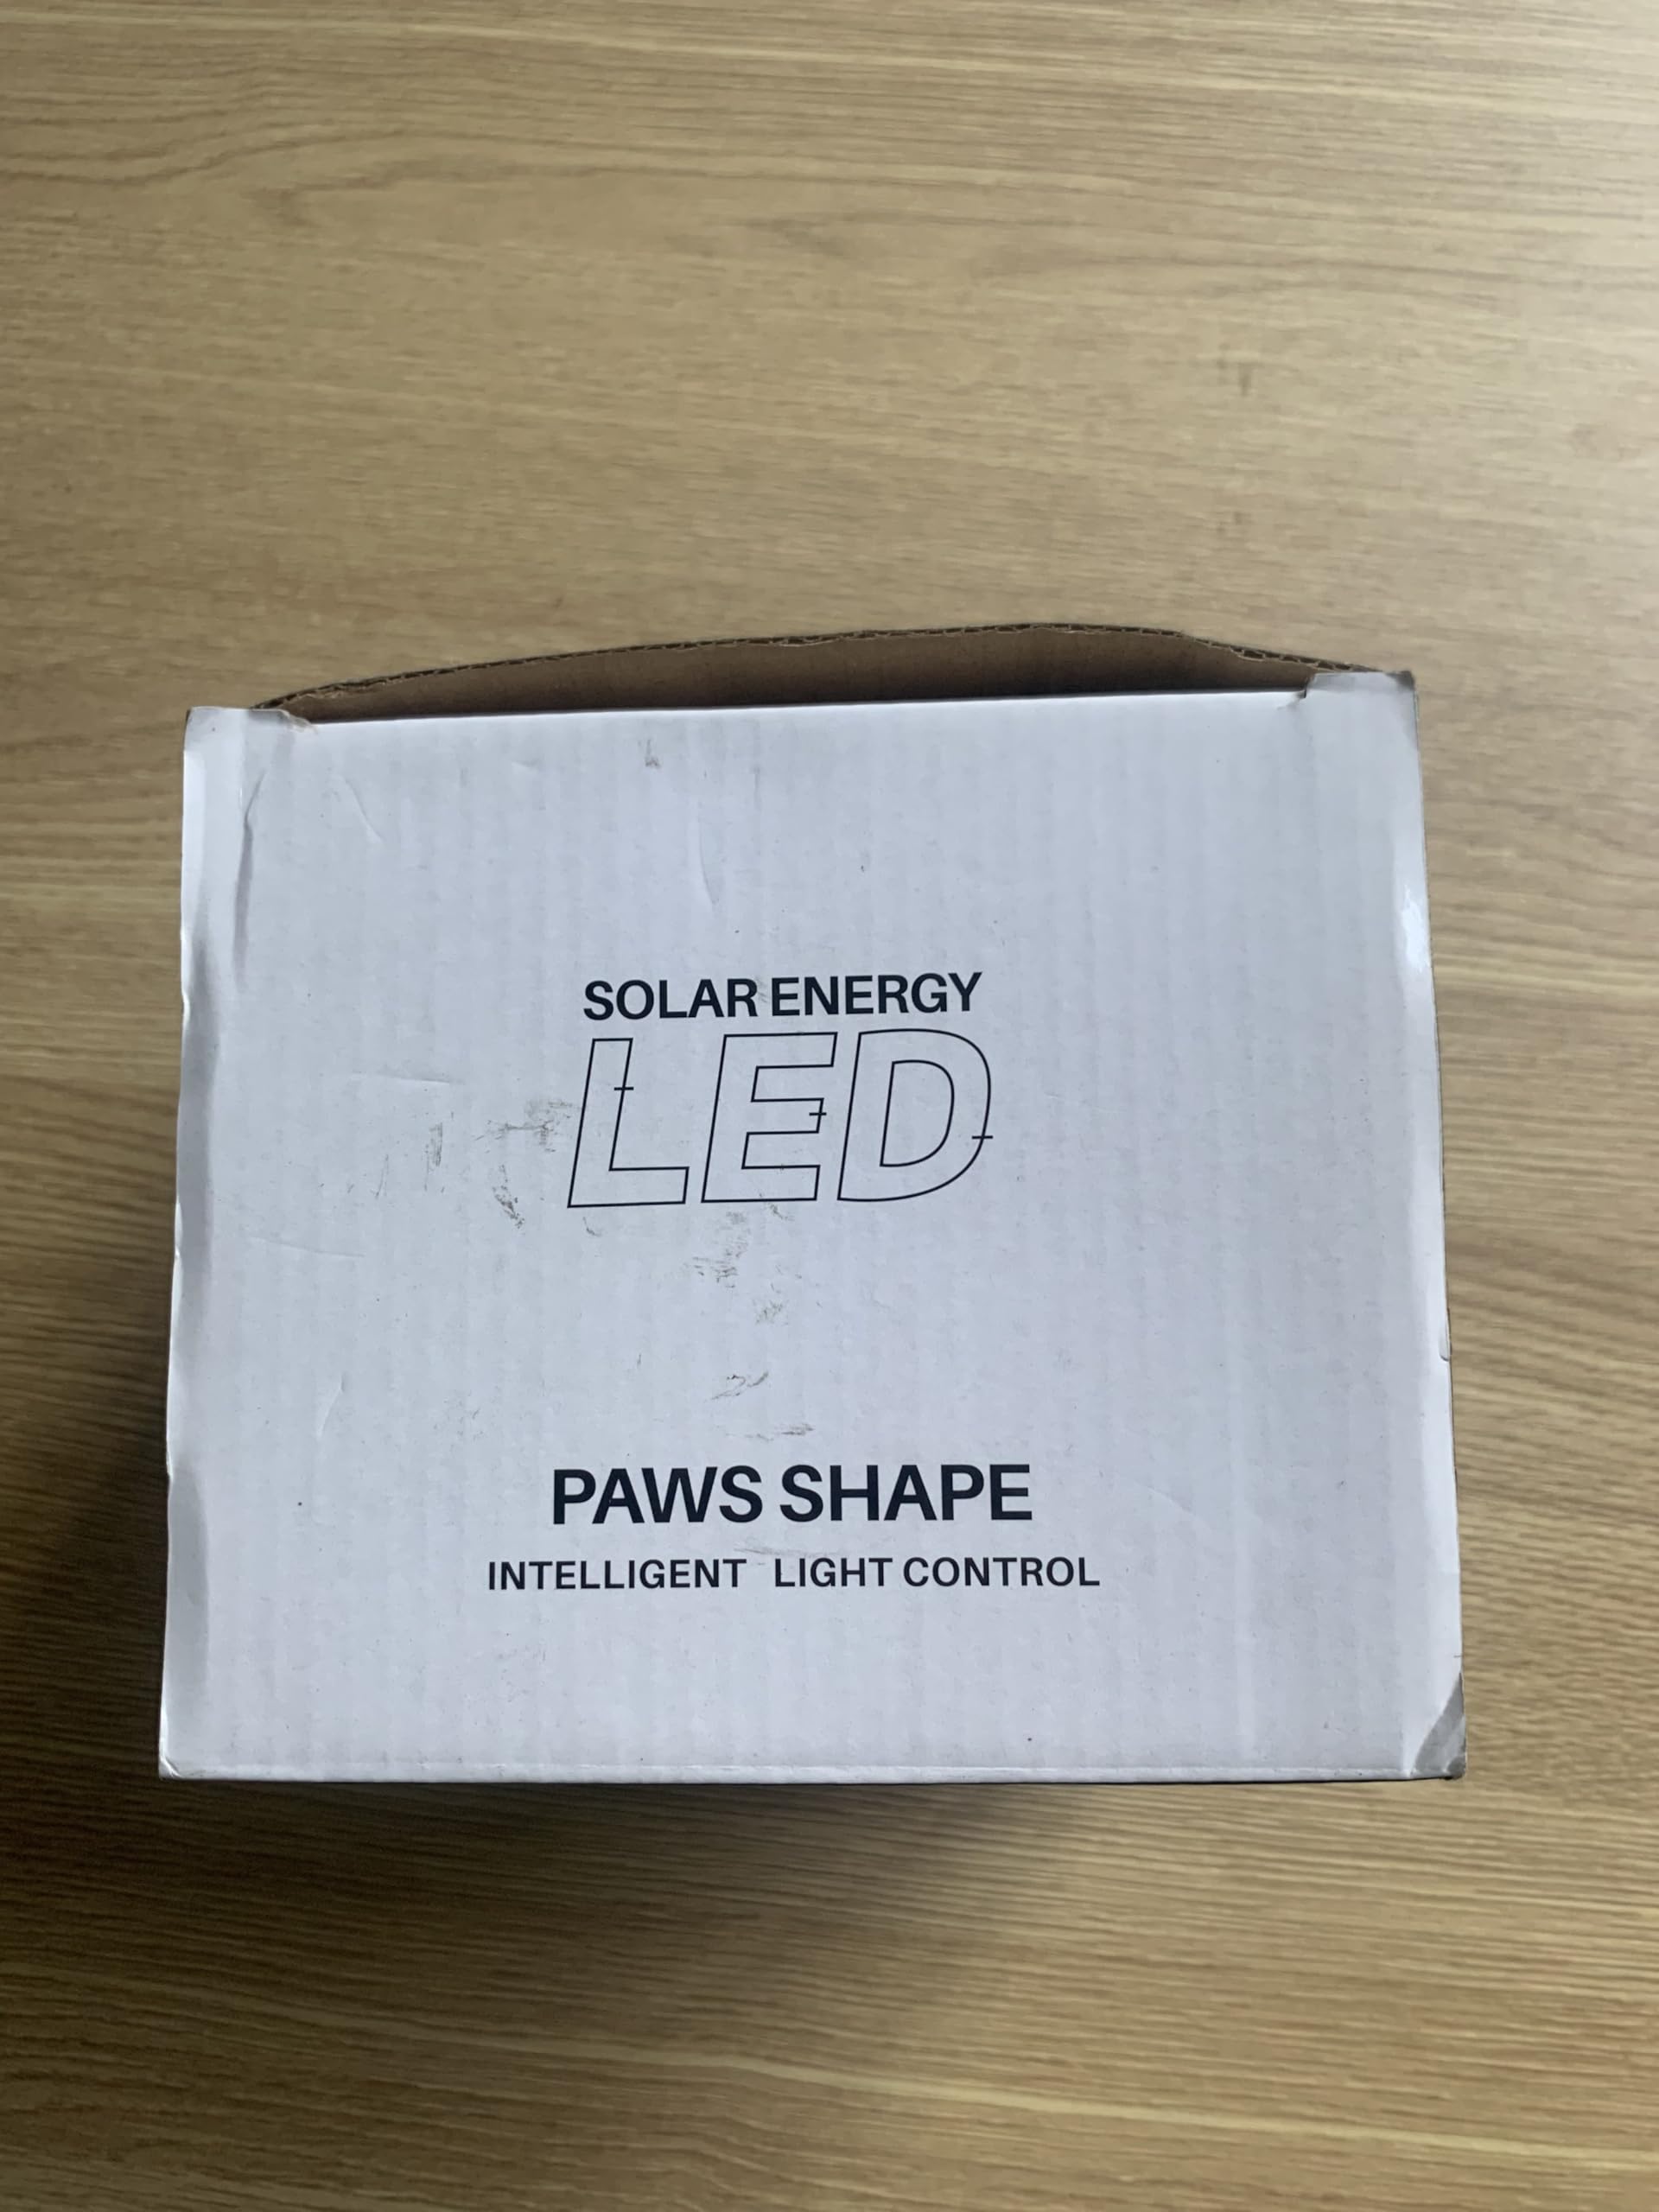 SOLAR ENERGY
LED
PAWS SHAPE
INTELLIGENT LIGHT CONTROL